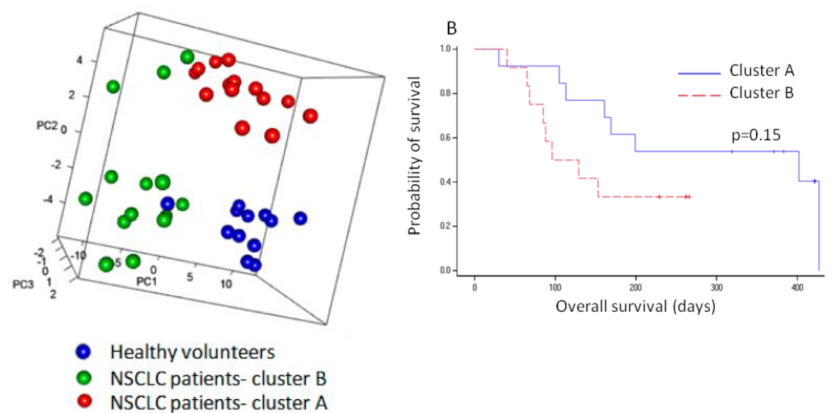 4
2
PC2 0
-2
-4
-2
-1
0
1
2
PC3
-10
-5
0
5
10
PC1
Healthy volunteers
NSCLC patients- cluster B
NSCLC patients- cluster A
B
1.0
0.8
0.6
0.4
0.2
0.0
Probability of survival
Cluster A
Cluster B
p=0.15
0 100 200 300 400
Overall survival (days)